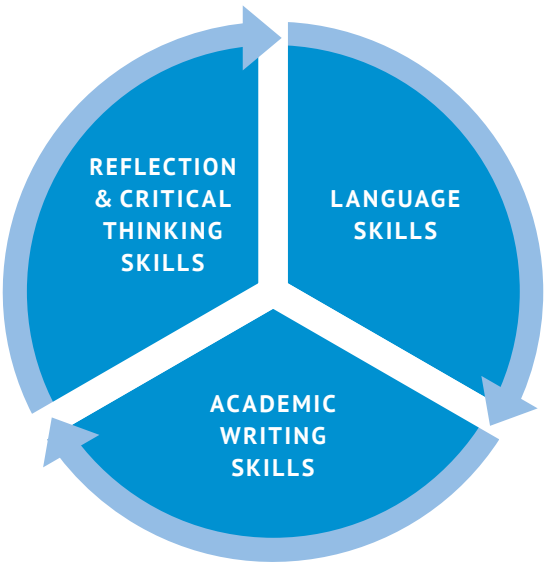 REFLECTION
& CRITICAL
THINKING
SKILLS
LANGUAGE
SKILLS
ACADEMIC
WRITING
SKILLS